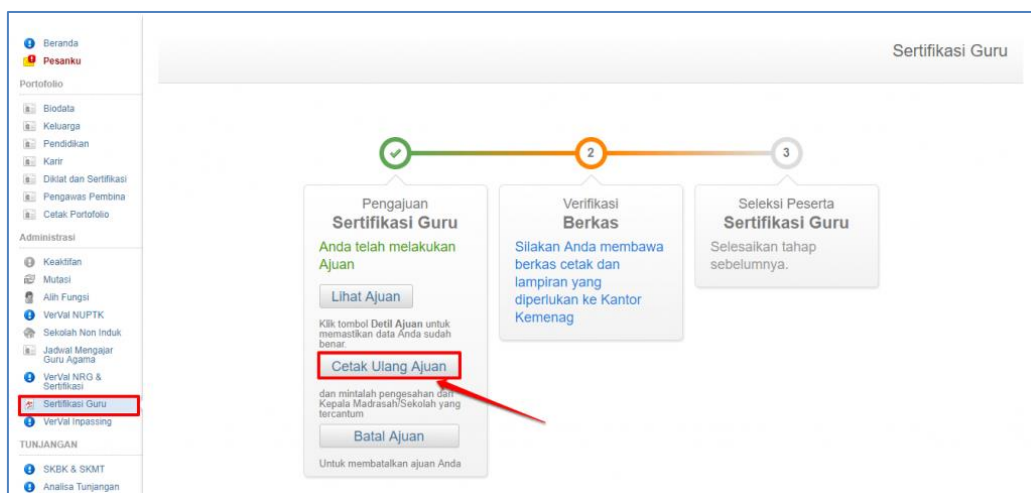 Beranda
Pesanku
Portofolio
Biodata
Keluarga
Pendidikan
Karir
Diklat dan Sertifikasi
Pengawas Pembina
Cetak Portofolio
Administrasi
Keaktifan
Mutasi
Alih Fungsi
VerVal NUPTK
Sekolah Non Induk
Jadwal Mengajar
Guru Agama
VerVal NRG &
Sertifikasi
Sertifikasi Guru
VerVal Inpassing
TUNJANGAN
SKBK & SKMT
Analisa Tunjangan
Sertifikasi Guru
Pengajuan
Sertifikasi Guru
Anda telah melakukan
Ajuan
Lihat Ajuan
Klik tombol Detil Ajuan untuk
memastikan data Anda sudah
benar.
Cetak Ulang Ajuan
dan mintalah pengesahan dari
Kepala Madrasah/Sekolah yang
tercantum
Batal Ajuan
Untuk membatalkan ajuan Anda
2
Verifikasi
Berkas
Silakan Anda membawa
berkas cetak dan
lampiran yang
diperlukan ke Kantor
Kemenag
3
Seleksi Peserta
Sertifikasi Guru
Selesaikan tahap
sebelumnya.